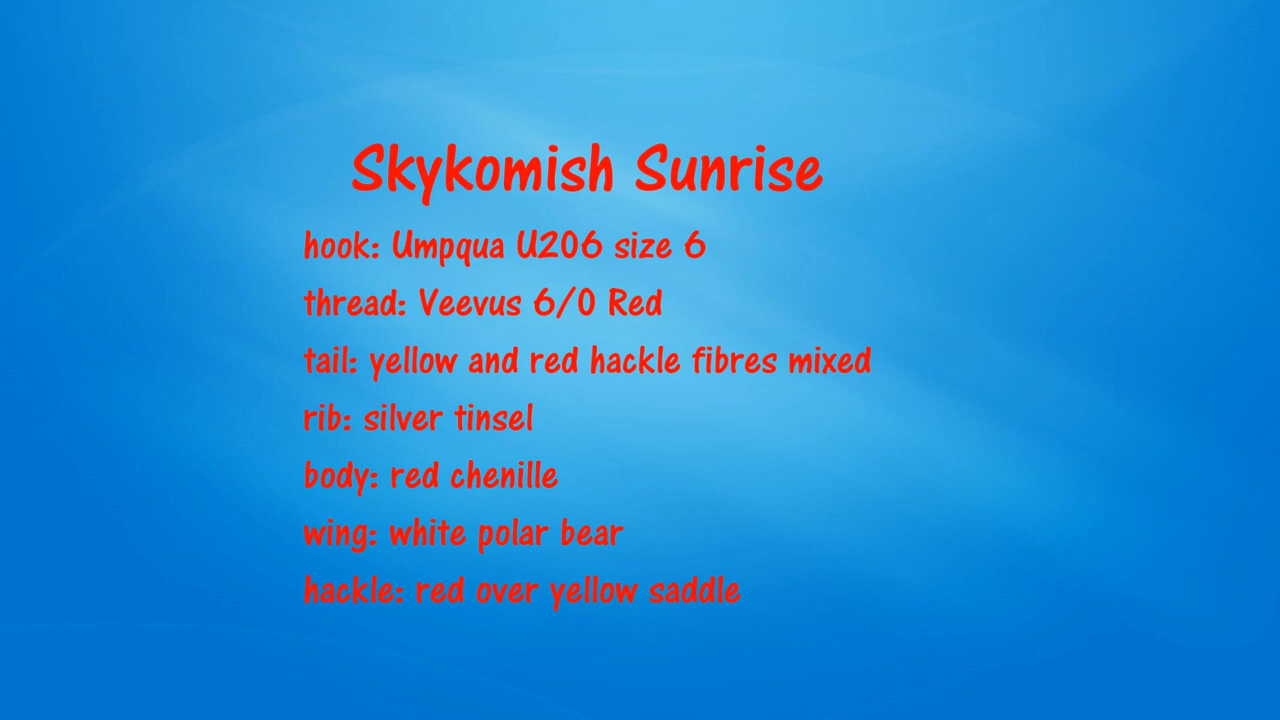 Skykomish Sunrise
hook: Umpqua U206 size 6
thread: Veevus 6/0 Red
tail: yellow and red hackle fibres mixed
rib: silver tinsel
body: red chenille
wing: white polar bear
hackle: red over yellow saddle